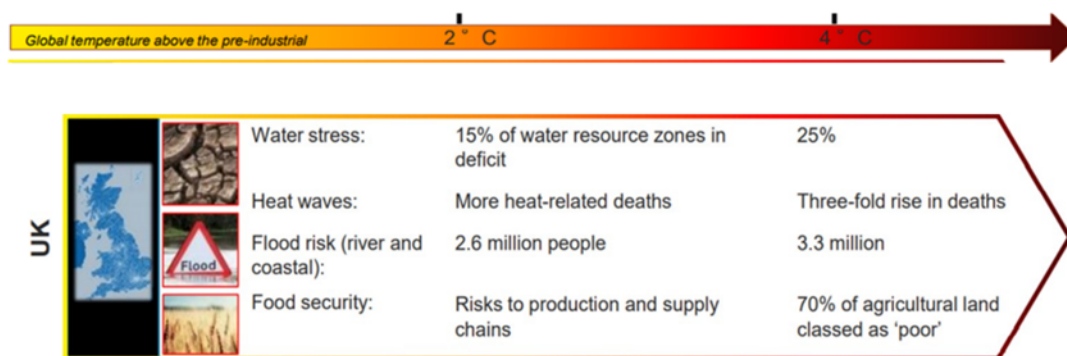 Global temperature above the pre-industrial 2° C 4° C
Water stress: 15% of water resource zones in 25%
deficit
Heat waves: More heat-related deaths Three-fold rise in deaths
Flood risk (river and 2.6 million people 3.3 million
coastal):
Flood
Food security: Risks to production and supply 70% of agricultural land
chains classed as ‘poor’
UK